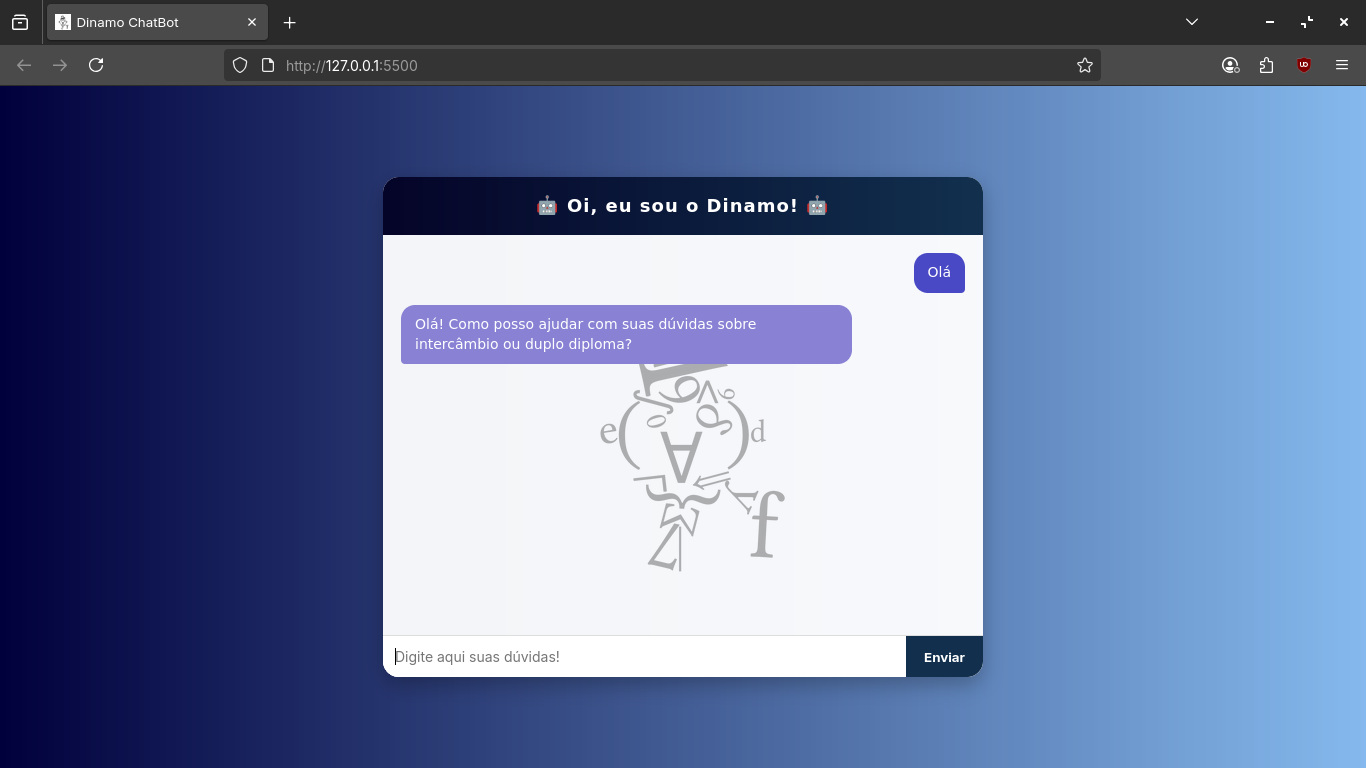 Dinamo ChatBot
http://127.0.0.1:5500
🤖 Oi, eu sou o Dinamo! 🤖
Olá
Olá! Como posso ajudar com suas dúvidas sobre
intercâmbio ou duplo diploma?
e
d
f
Digite aqui suas dúvidas!
Enviar